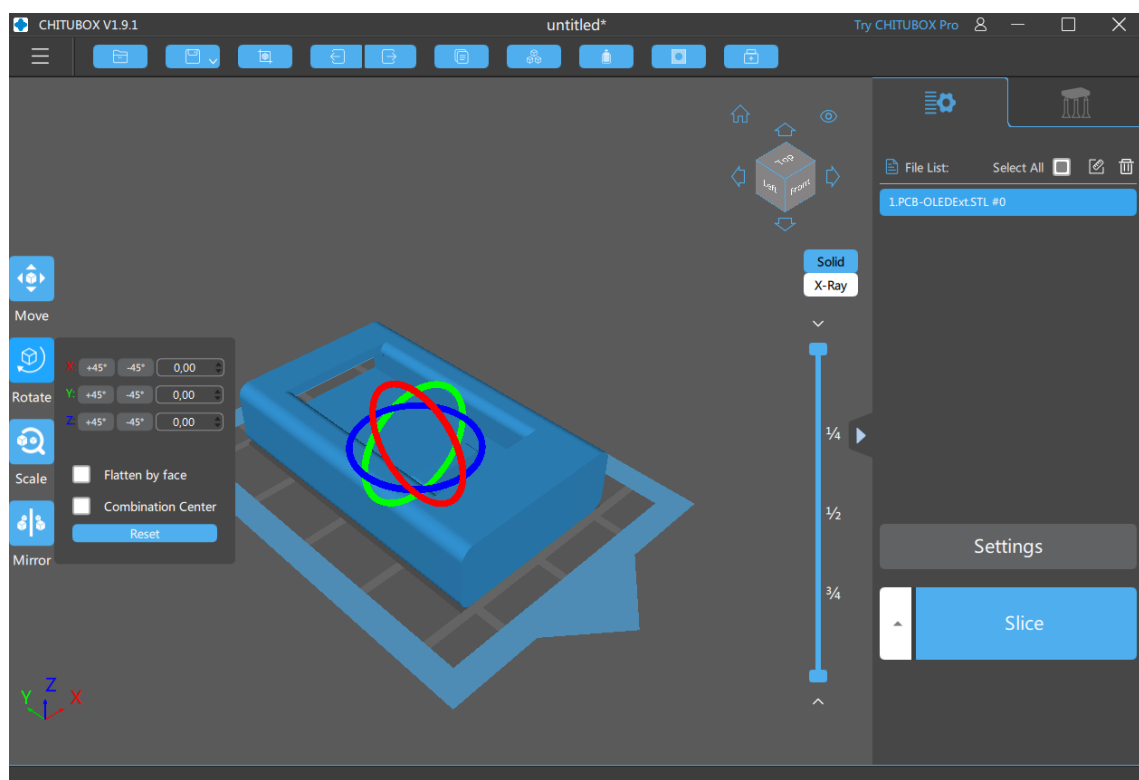 CHITUBOX V1.9.1
untitled*
Try CHITUBOX Pro
Top
Left
Front
File List:
Select All
1.PCB-OLEDExt.STL #0
Solid
X-Ray
Move
Rotate
X: +45° -45° 0,00
Y: +45° -45° 0,00
Z: +45° -45° 0,00
Scale
Flatten by face
Combination Center
Reset
Mirror
1/4
1/2
3/4
Settings
Slice
Z
Y
X